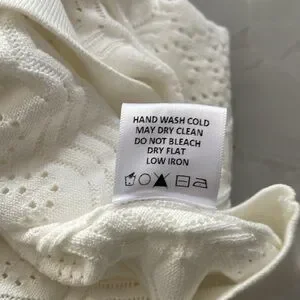 HAND WASH COLD
MAY DRY CLEAN
DO NOT BLEACH
DRY FLAT
LOW IRON